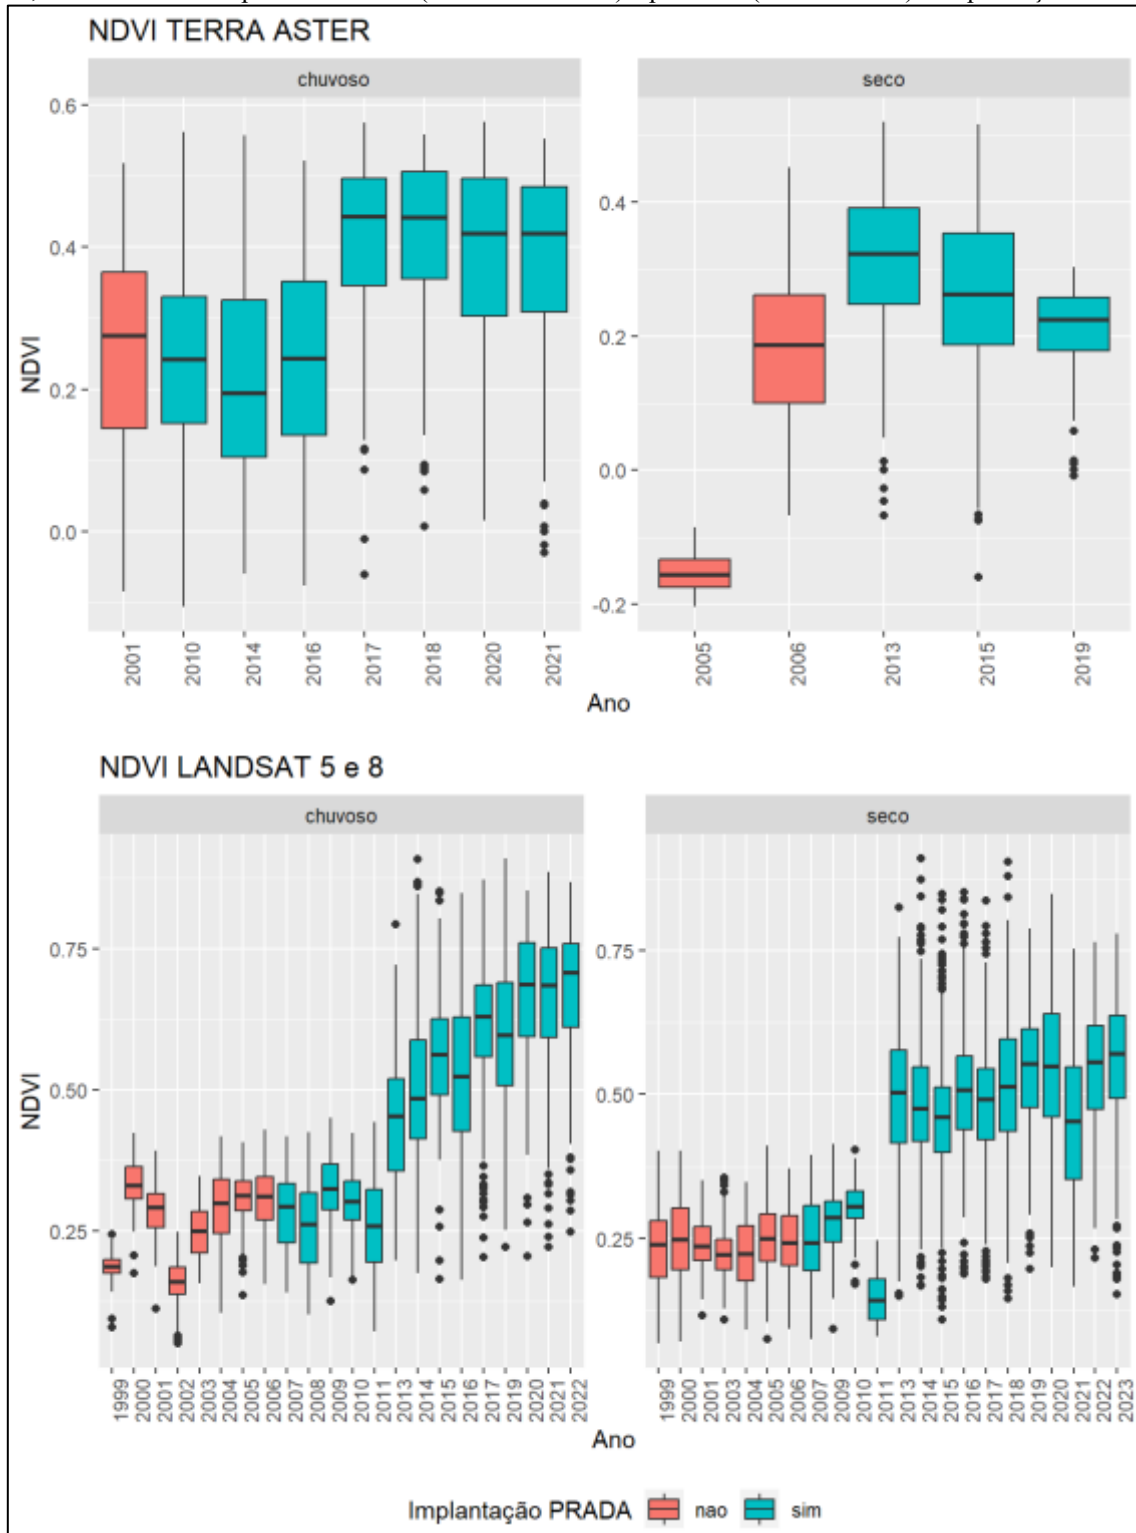 NDVI TERRA ASTER
chuvoso seco
0.6
0.4
0.2
0.0
0.4
0.2
0.0
-0.2
NDVI
2001 2010 2014 2016 2017 2018 2020 2021 2005 2006 2013 2015 2019
Ano
NDVI LANDSAT 5 e 8
chuvoso seco
0.75
0.50
0.25
0.75
0.50
0.25
NDVI
1999 2000 2001 2002 2003 2004 2005 2006 2007 2008 2009 2010 2011 2013 2014 2015 2016 2017 2019 2020 2021 2022 1999 2000 2001 2003 2004 2005 2006 2007 2009 2010 2011 2013 2014 2015 2016 2017 2018 2019 2020 2021 2022 2023
Ano
Implantação PRADA nao sim